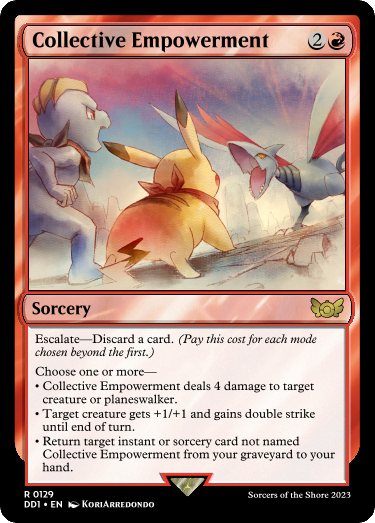 Collective Empowerment 2
Sorcery
Escalate—Discard a card. (Pay this cost for each mode
chosen beyond the first.)
Choose one or more—
• Collective Empowerment deals 4 damage to target
creature or planeswalker.
• Target creature gets +1/+1 and gains double strike
until end of turn.
• Return target instant or sorcery card not named
Collective Empowerment from your graveyard to your
hand.
R 0129
DD1 • EN KoriArredondo
Sorcers of the Shore 2023